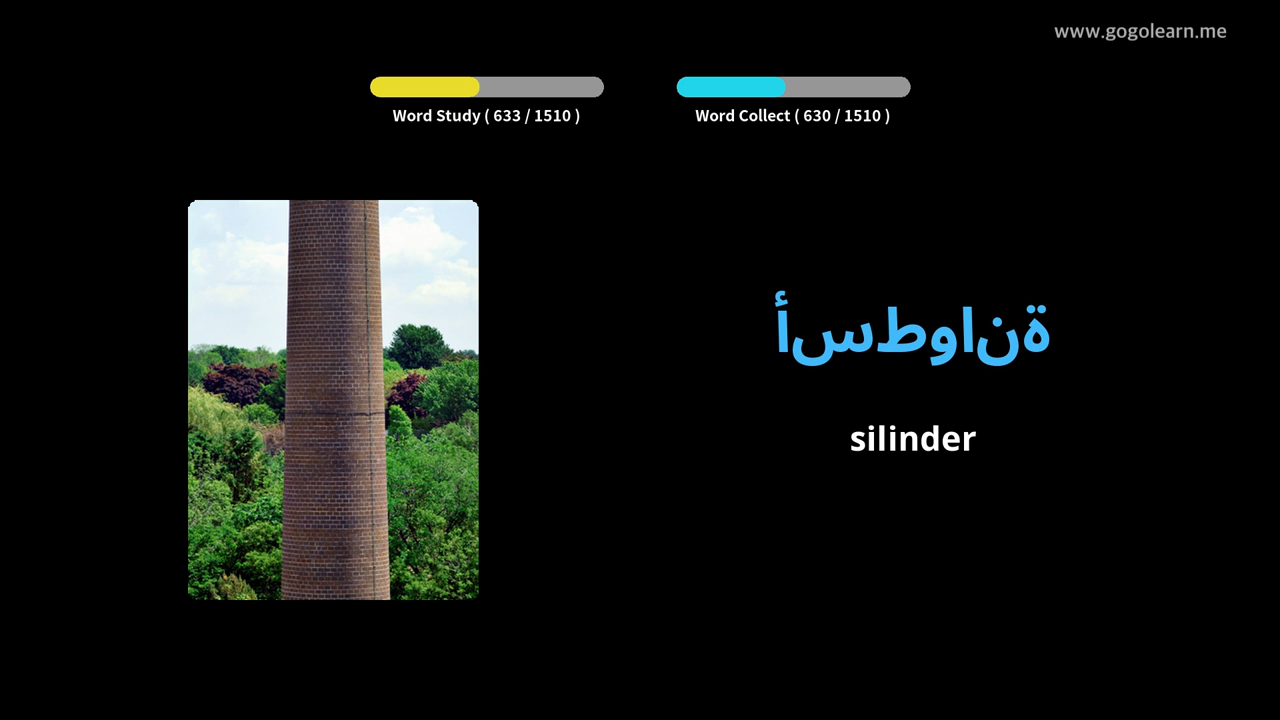 www.gogolearn.me
Word Study ( 633 / 1510 )
Word Collect ( 630 / 1510 )
أسطوانة
silinder